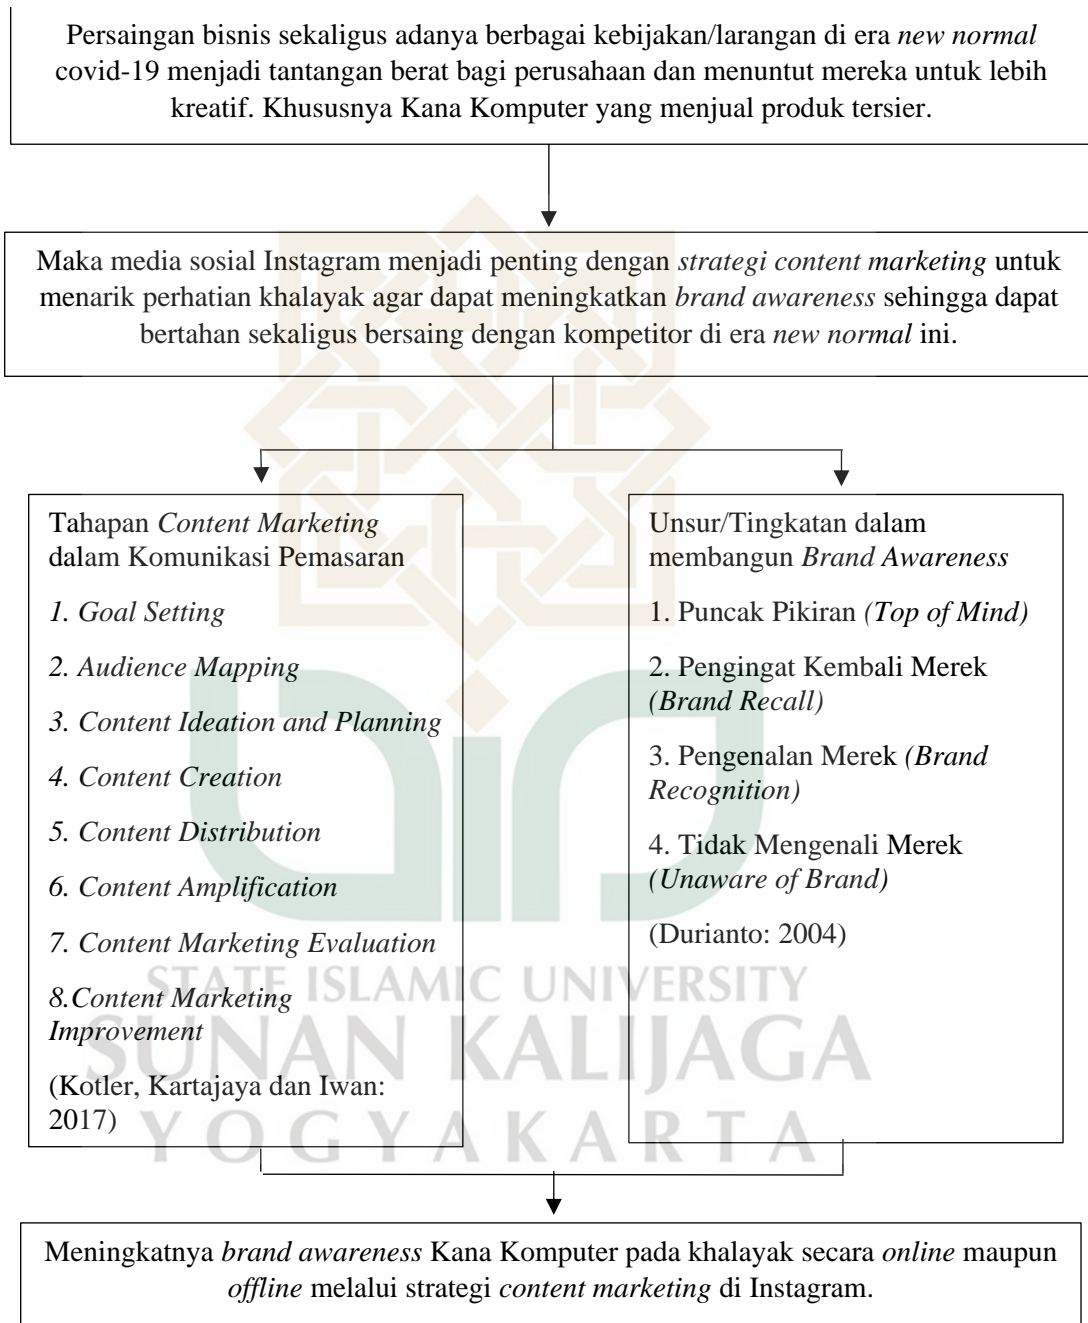 Persaingan bisnis sekaligus adanya berbagai kebijakan/larangan di era new normal
covid-19 menjadi tantangan berat bagi perusahaan dan menuntut mereka untuk lebih
kreatif. Khususnya Kana Komputer yang menjual produk tersier.
Maka media sosial Instagram menjadi penting dengan strategi content marketing untuk
menarik perhatian khalayak agar dapat meningkatkan brand awareness sehingga dapat
bertahan sekaligus bersaing dengan kompetitor di era new normal ini.
Tahapan Content Marketing
dalam Komunikasi Pemasaran
1. Goal Setting
2. Audience Mapping
3. Content Ideation and Planning
4. Content Creation
5. Content Distribution
6. Content Amplification
7. Content Marketing Evaluation
8.Content Marketing
Improvement
(Kotler, Kartajaya dan Iwan:
2017)
Unsur/Tingkatan dalam
membangun Brand Awareness
1. Puncak Pikiran (Top of Mind)
2. Pengingat Kembali Merek
(Brand Recall)
3. Pengenalan Merek (Brand
Recognition)
4. Tidak Mengenali Merek
(Unaware of Brand)
(Durianto: 2004)
STATE ISLAMIC UNIVERSITY
SUNAN KALIJAGA
YOGYAKARTA
Meningkatnya brand awareness Kana Komputer pada khalayak secara online maupun
offline melalui strategi content marketing di Instagram.